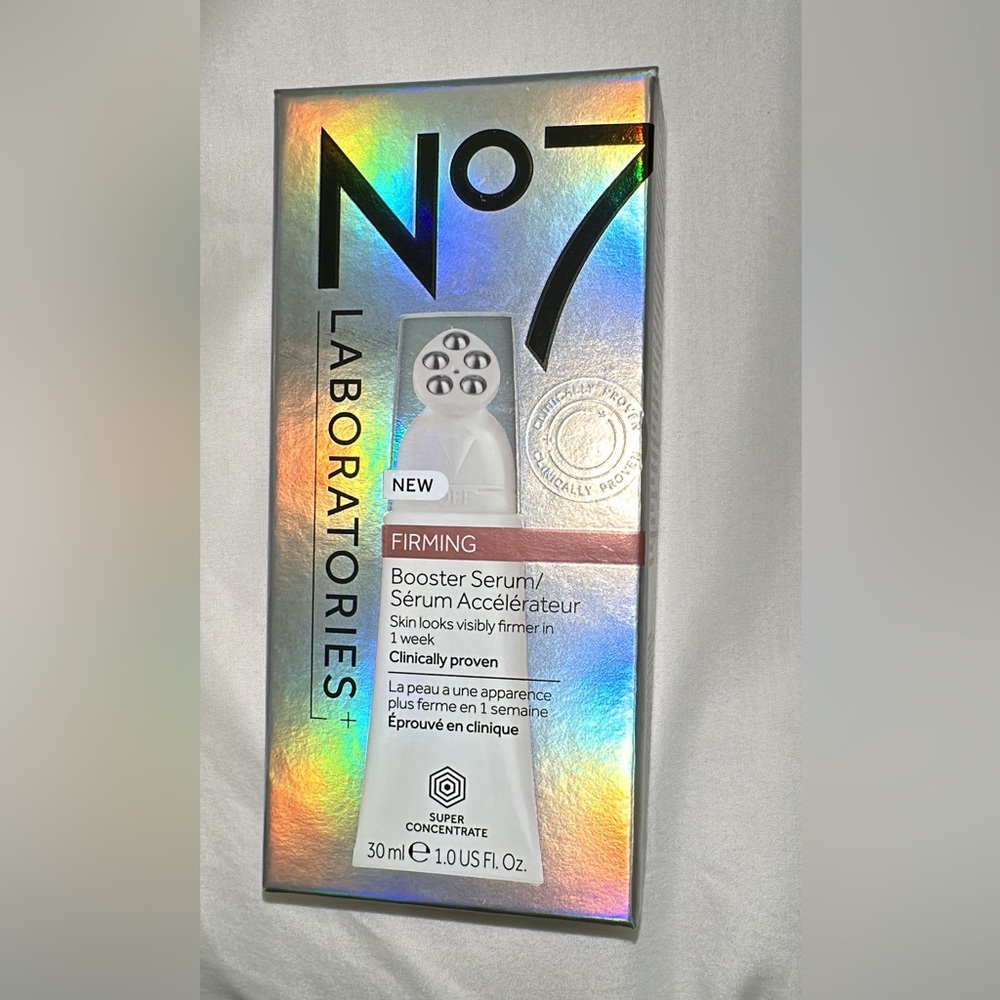 Nº7
LABORATORIES+
CLINICALLY PROVEN
CLINICALLY PROVEN
NEW
FIRMING
Booster Serum/
Sérum Accélérateur
Skin looks visibly firmer in
1 week
Clinically proven
La peau a une apparence
plus ferme en 1 semaine
Éprouvé en clinique
SUPER
CONCENTRATE
30 ml ℮ 1.0 US Fl. Oz.